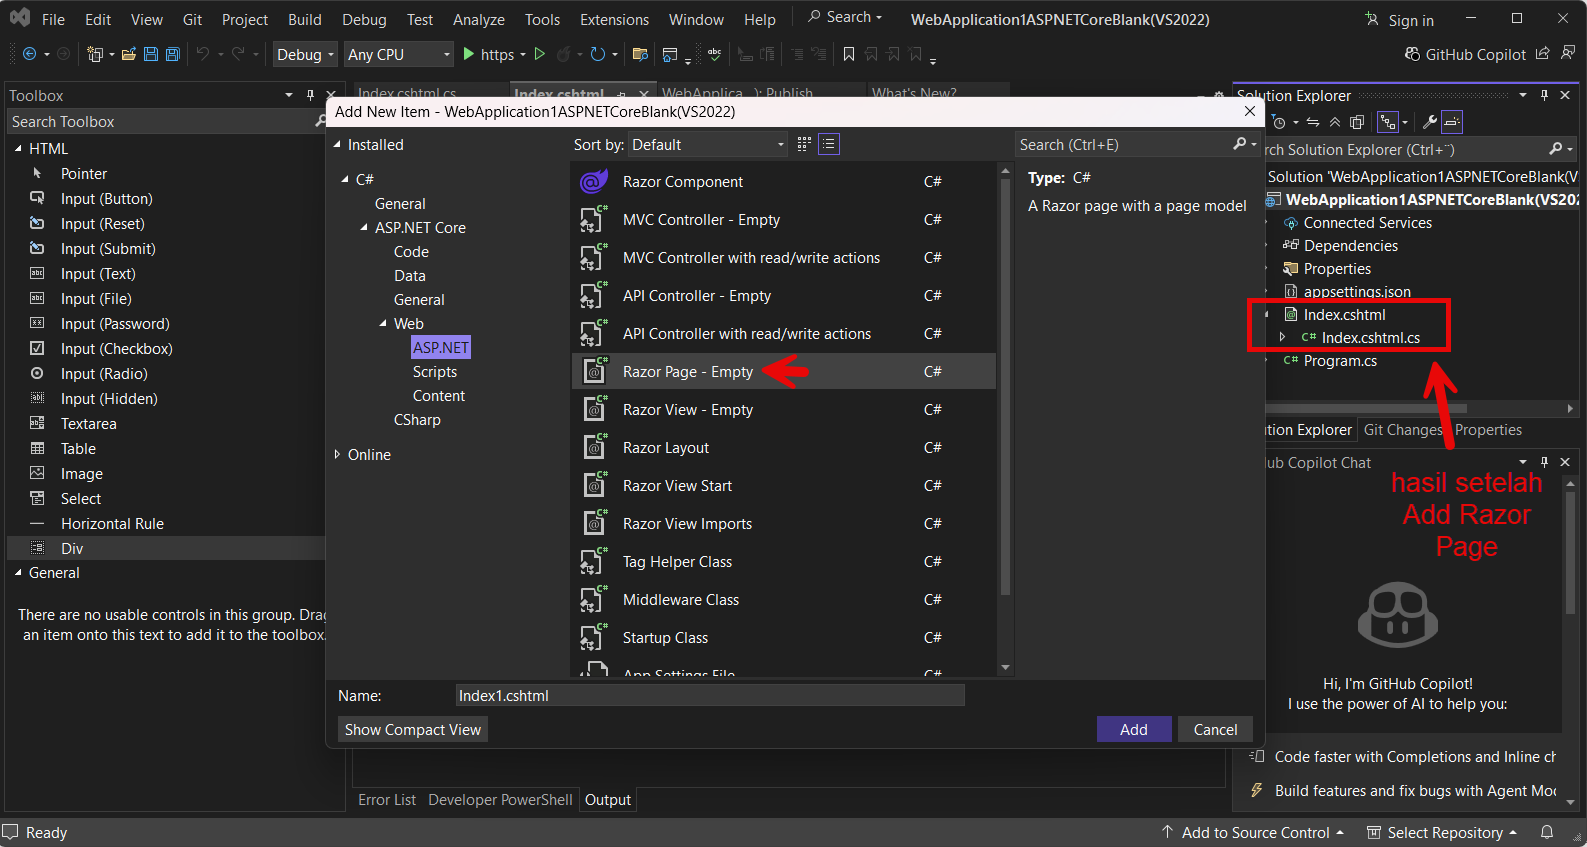 File Edit View Git Project Build Debug Test Analyze Tools Extensions Window Help Search WebApplication1ASPNETCoreBlank(VS2022) Sign in
Debug Any CPU https abc GitHub Copilot
Toolbox
Search Toolbox
HTML
Pointer
Input (Button)
Input (Reset)
Input (Submit)
Input (Text)
Input (File)
Input (Password)
Input (Checkbox)
Input (Radio)
Input (Hidden)
Textarea
Table
Image
Select
Horizontal Rule
Div
General
There are no usable controls in this group. Drag
an item onto this text to add it to the toolbox.
Index.cshtml.cs Index.cshtml WebApplica... ): Publish What's New?
Add New Item - WebApplication1ASPNETCoreBlank(VS2022)
Installed
C#
General
ASP.NET Core
Code
Data
General
Web
ASP.NET
Scripts
Content
CSharp
Online
Sort by: Default
Razor Component C#
MVC Controller - Empty C#
MVC Controller with read/write actions C#
API Controller - Empty C#
API Controller with read/write actions C#
Razor Page - Empty C#
Razor View - Empty C#
Razor Layout C#
Razor View Start C#
Razor View Imports C#
Tag Helper Class C#
Middleware Class C#
Startup Class C#
App Settings File C#
Search (Ctrl+E)
Type: C#
A Razor page with a page model
Name: Index1.cshtml
Show Compact View Add Cancel
Error List Developer PowerShell Output
Solution Explorer
rch Solution Explorer (Ctrl+¨)
Solution 'WebApplication1ASPNETCoreBlank(V
WebApplication1ASPNETCoreBlank(VS202
Connected Services
Dependencies
Properties
appsettings.json
Index.cshtml
C# Index.cshtml.cs
C# Program.cs
ution Explorer Git Changes Properties
ub Copilot Chat
hasil setelah
Add Razor
Page
Hi, I'm GitHub Copilot!
I use the power of AI to help you:
Code faster with Completions and Inline ch
Build features and fix bugs with Agent Mod
Ready Add to Source Control Select Repository